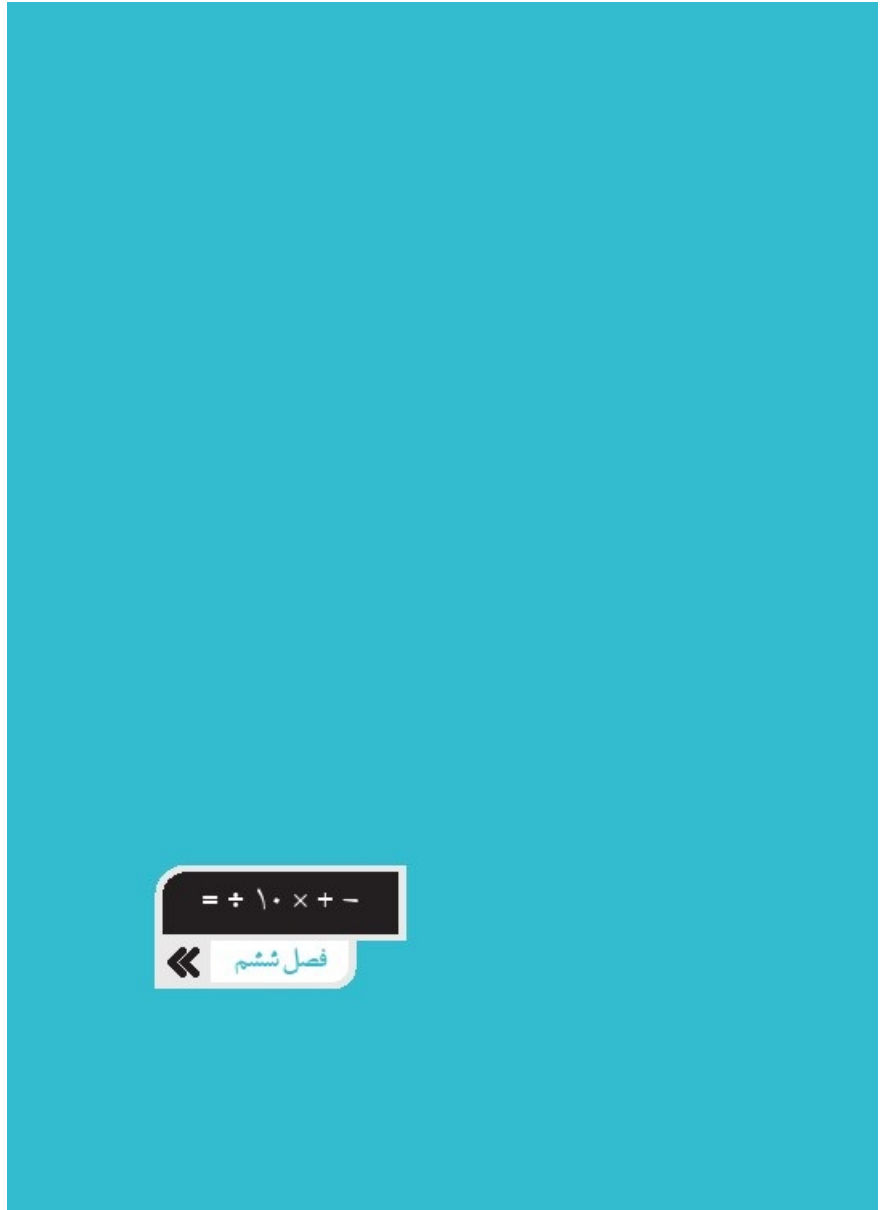 = ÷ ۱۰ × + −
فصل ششم